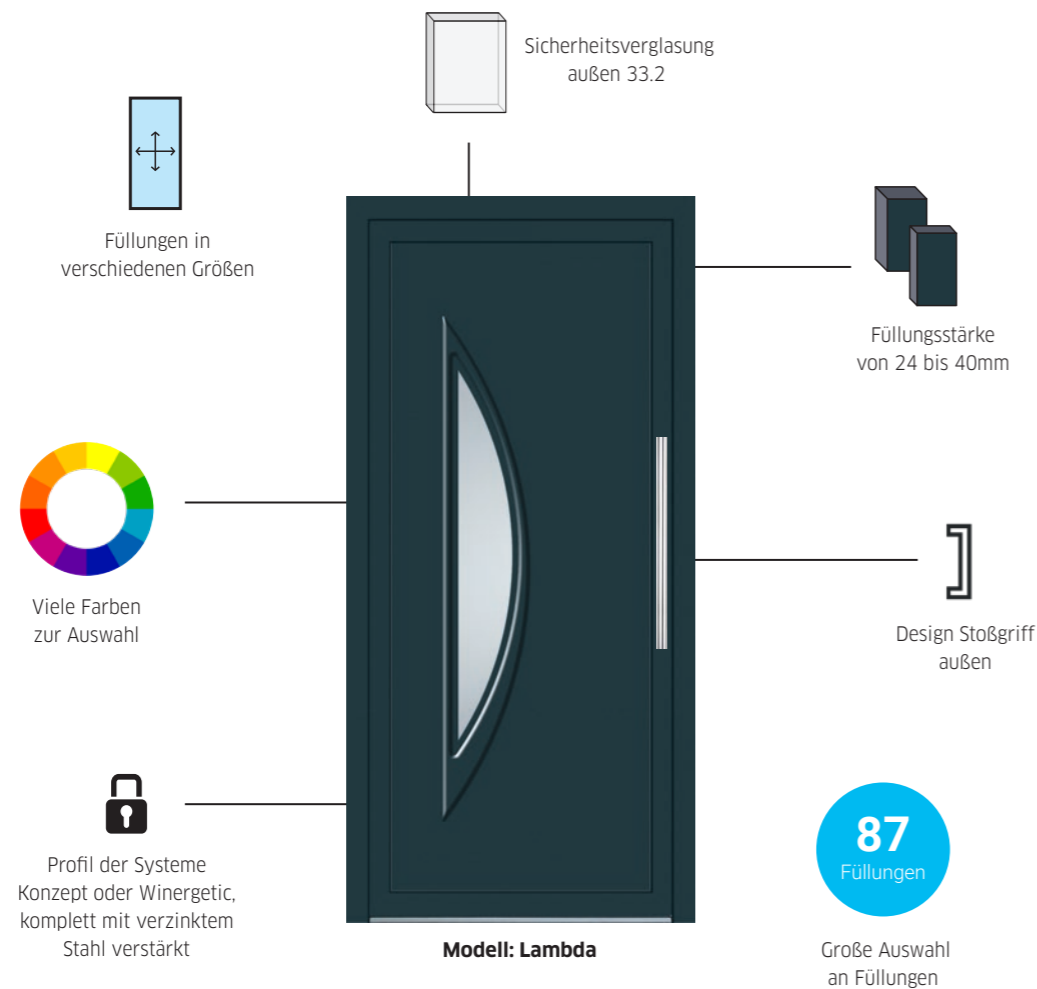 Sicherheitsverglasung
außen 33.2
Füllungen in
verschiedenen Größen
Füllungsstärke
von 24 bis 40mm
Viele Farben
zur Auswahl
Design Stoßgriff
außen
Profil der Systeme
Konzept oder Winergetic,
komplett mit verzinktem
Stahl verstärkt
87
Füllungen
Große Auswahl
an Füllungen
Modell: Lambda